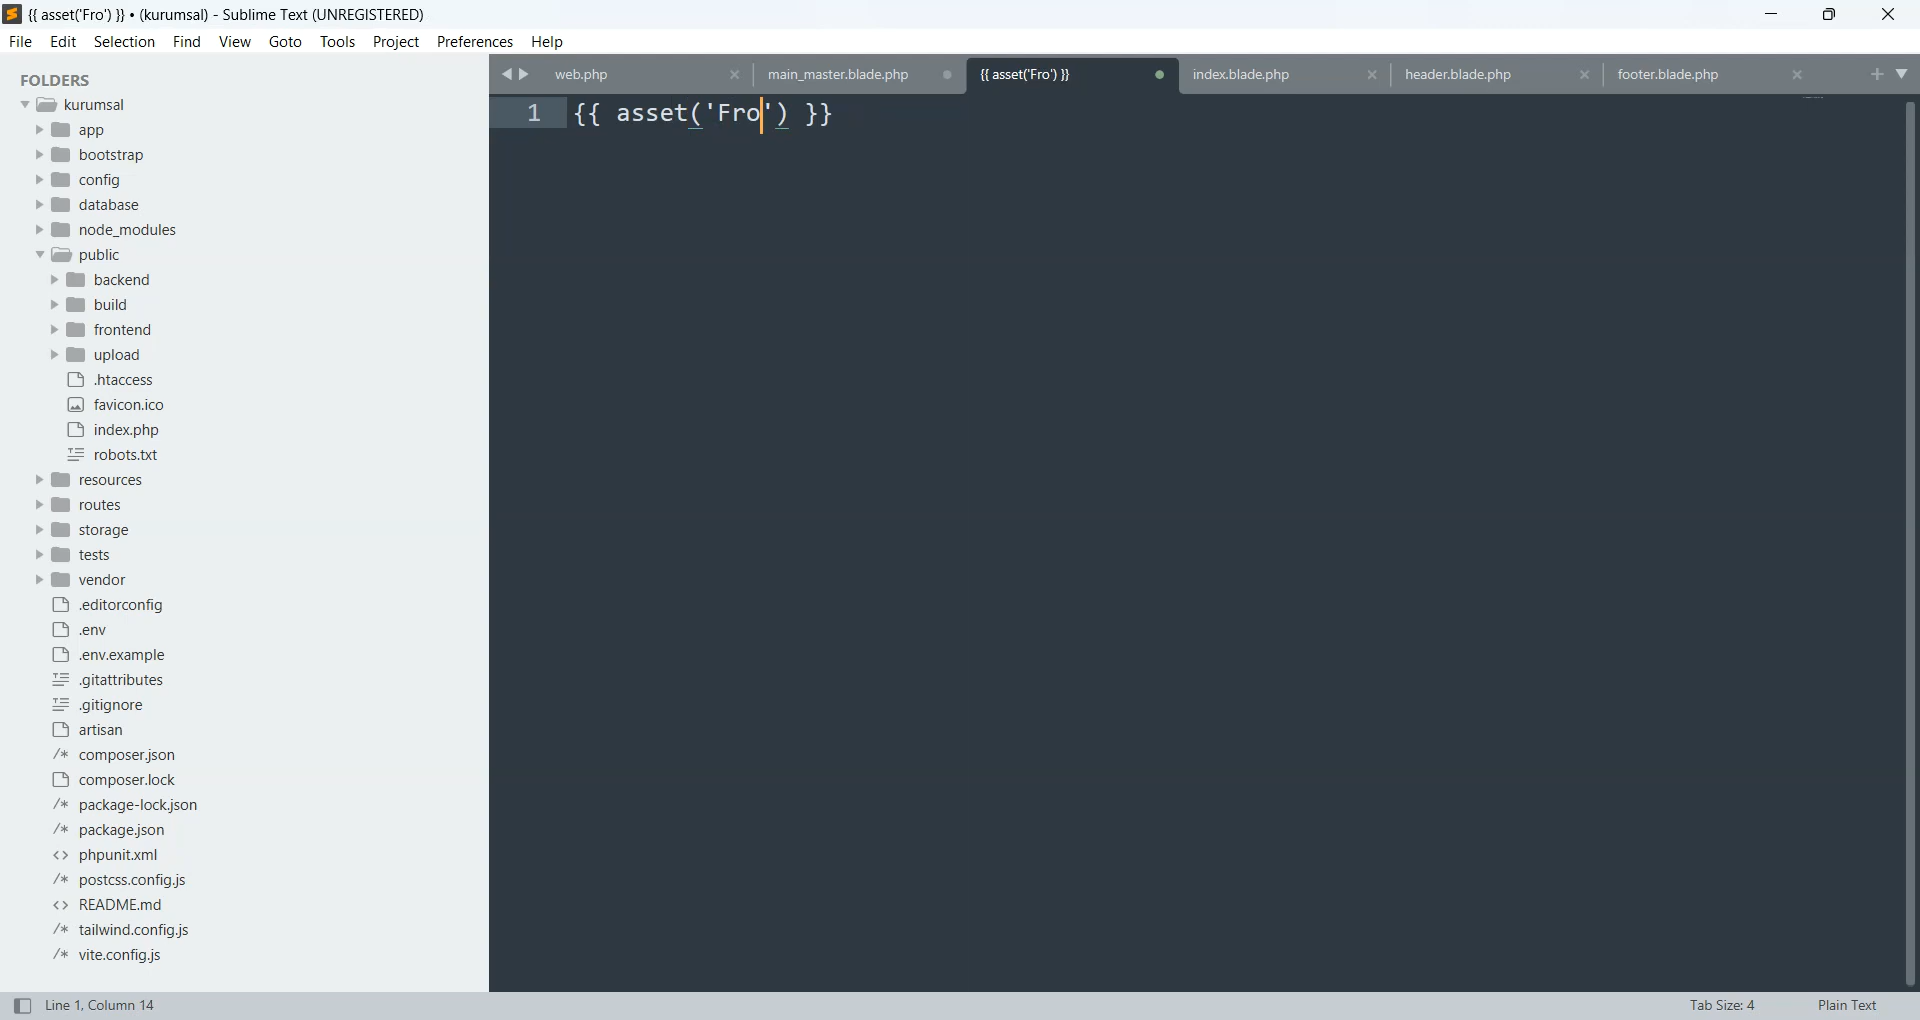 {{ asset('Fro') }} • (kurumsal) - Sublime Text (UNREGISTERED)
File Edit Selection Find View Goto Tools Project Preferences Help
FOLDERS
kurumsal
app
bootstrap
config
database
node_modules
public
backend
build
frontend
upload
.htaccess
favicon.ico
index.php
robots.txt
resources
routes
storage
tests
vendor
.editorconfig
.env
.env.example
.gitattributes
.gitignore
artisan
composer.json
composer.lock
package-lock.json
package.json
phpunit.xml
postcss.config.js
README.md
tailwind.config.js
vite.config.js
web.php main_master.blade.php {{ asset('Fro') }} index.blade.php header.blade.php footer.blade.php
1 {{ asset('Fro') }}
Line 1, Column 14 Tab Size: 4 Plain Text